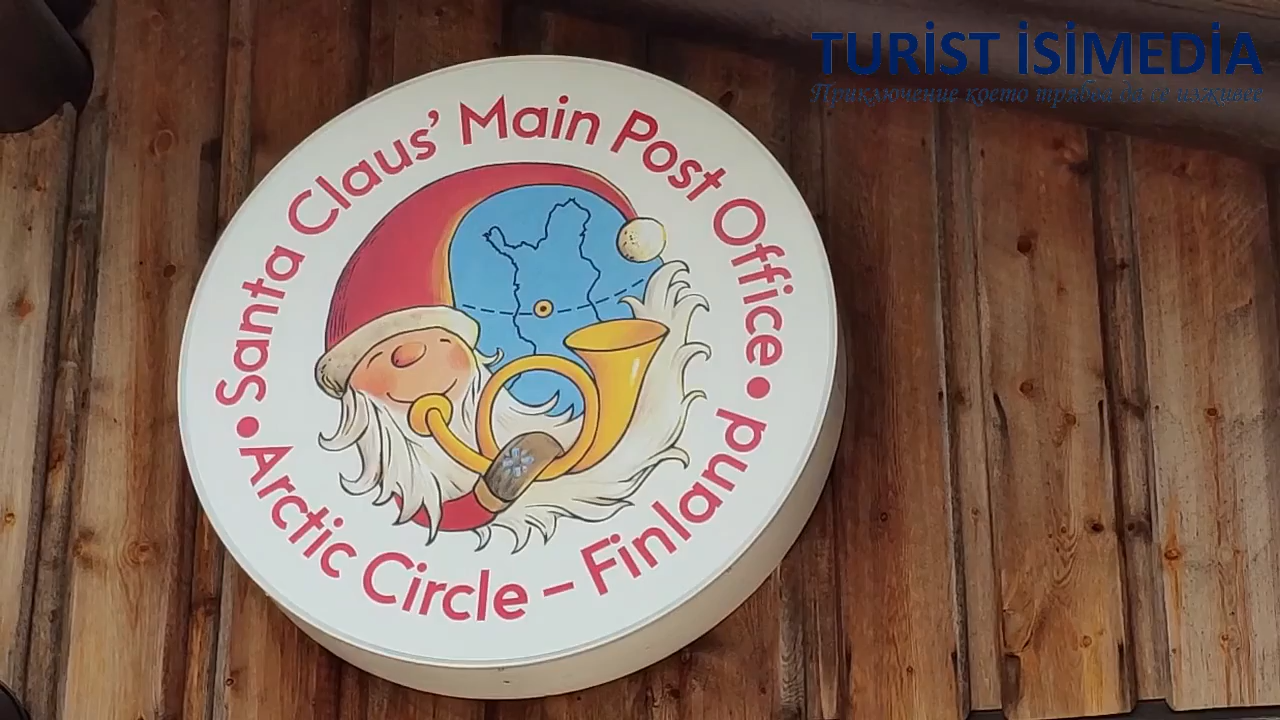 TURİST İSİMEDİA
Приключение което трябва да се изживее
Santa Claus’ Main Post Office
Arctic Circle – Finland